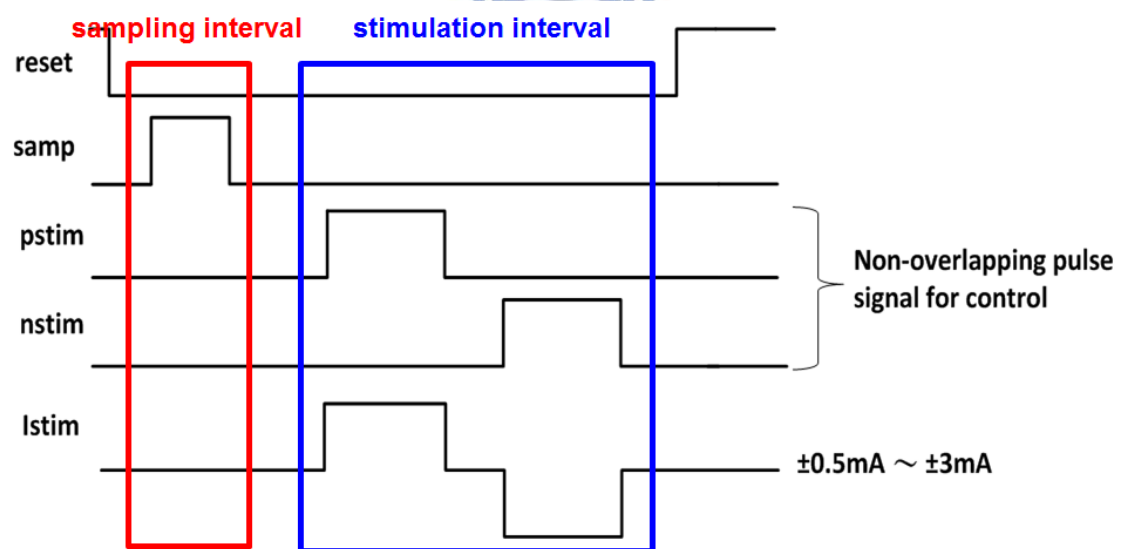 sampling interval
stimulation interval
reset
samp
pstim
nstim
Istim
Non-overlapping pulse
signal for control
±0.5mA ～ ±3mA